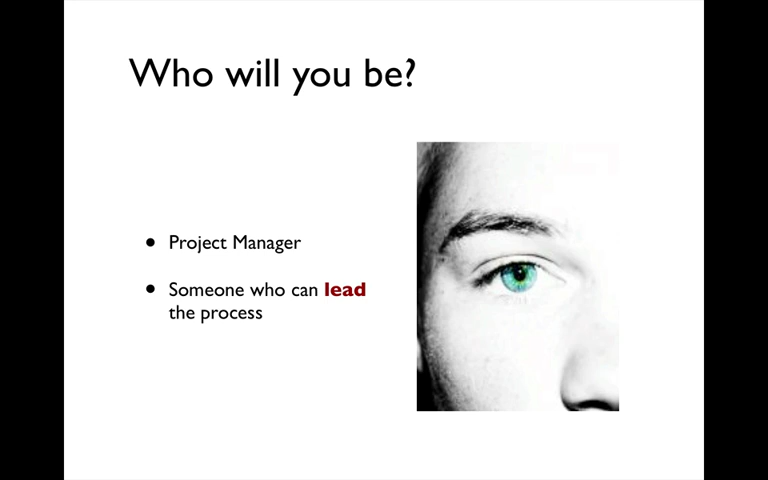 Who will you be?
• Project Manager
• Someone who can lead
the process